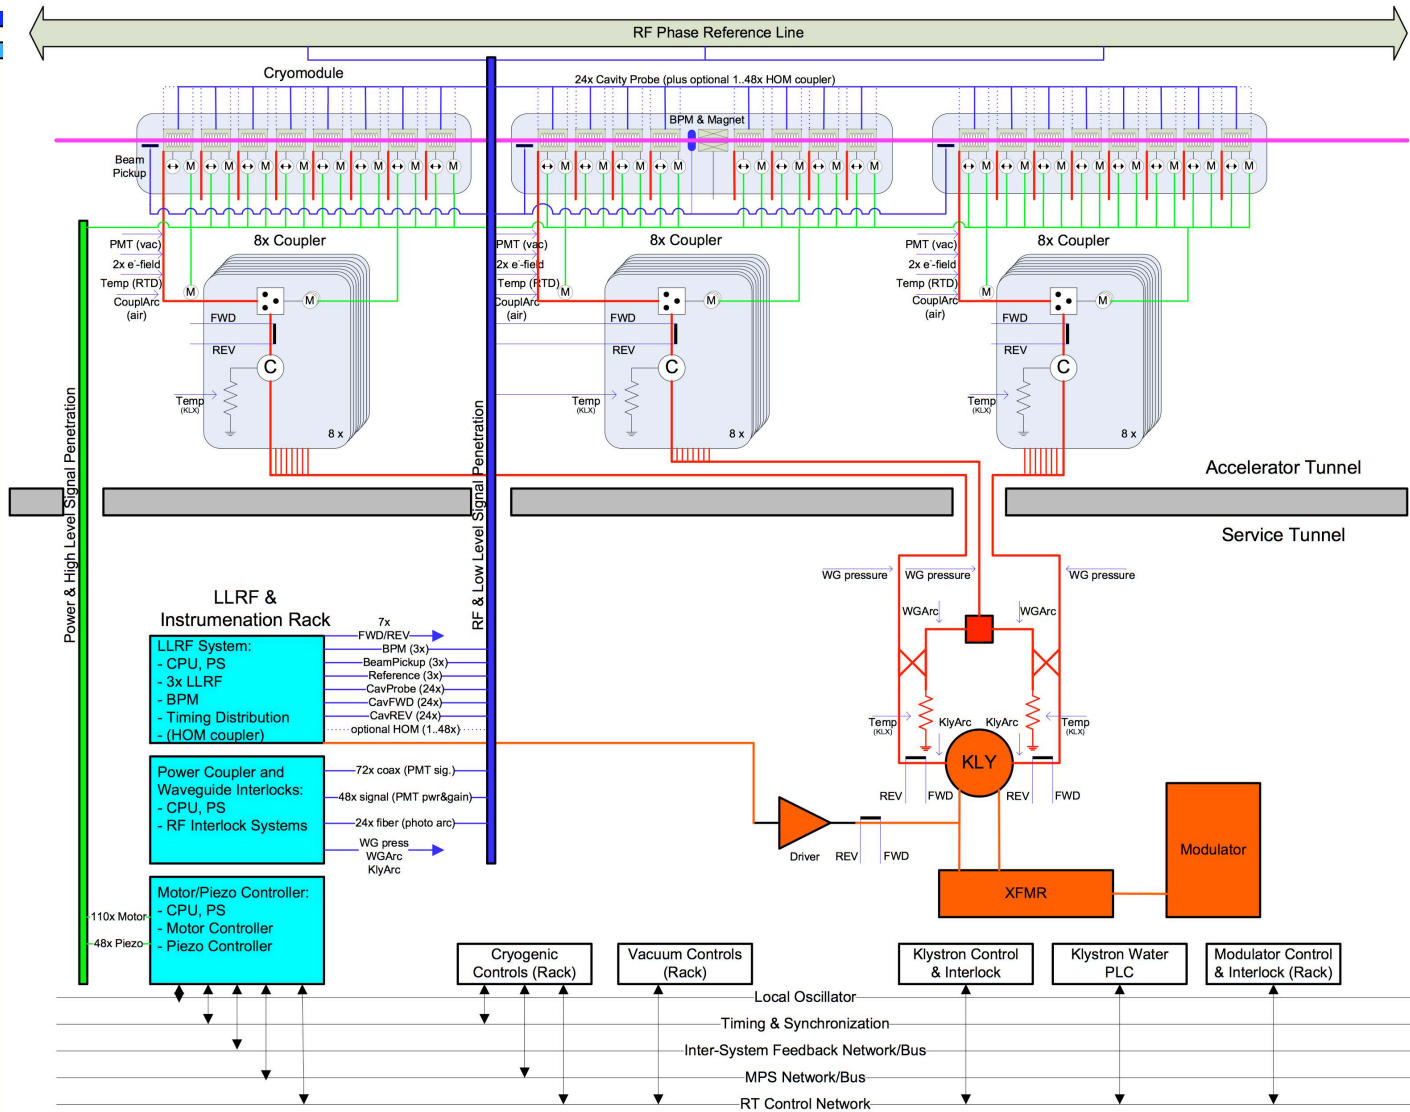 RF Phase Reference Line
Cryomodule
24x Cavity Probe (plus optional 1..48x HOM coupler)
BPM & Magnet
Beam
Pickup
M M M M M M M M
M M M M M M M M
M M M M M M M M
PMT (vac)
2x e⁻-field
Temp (RTD)
CouplArc
(air)
8x Coupler
M
M
FWD
REV
C
Temp
(KLX)
8 x
PMT (vac)
2x e⁻-field
Temp (RTD)
CouplArc
(air)
8x Coupler
M
M
FWD
REV
C
Temp
(KLX)
8 x
PMT (vac)
2x e⁻-field
Temp (RTD)
CouplArc
(air)
8x Coupler
M
M
FWD
REV
C
Temp
(KLX)
8 x
Power & High Level Signal Penetration
RF & Low Level Signal Penetration
Accelerator Tunnel
Service Tunnel
LLRF &
Instrumenation Rack
LLRF System:
- CPU, PS
- 3x LLRF
- BPM
- Timing Distribution
- (HOM coupler)
7x
FWD/REV
BPM (3x)
BeamPickup (3x)
Reference (3x)
CavProbe (24x)
CavFWD (24x)
CavREV (24x)
optional HOM (1..48x)
Power Coupler and
Waveguide Interlocks:
- CPU, PS
- RF Interlock Systems
72x coax (PMT sig.)
48x signal (PMT pwr&gain)
24x fiber (photo arc)
WG press
WGArc
KlyArc
Motor/Piezo Controller:
- CPU, PS
- Motor Controller
- Piezo Controller
110x Motor
48x Piezo
WG pressure
WG pressure
WG pressure
WGArc
WGArc
Temp
(KLX)
KlyArc
KlyArc
Temp
(KLX)
KLY
REV
FWD
REV
FWD
Driver
REV
FWD
XFMR
Modulator
Cryogenic
Controls (Rack)
Vacuum Controls
(Rack)
Klystron Control
& Interlock
Klystron Water
PLC
Modulator Control
& Interlock (Rack)
Local Oscillator
Timing & Synchronization
Inter-System Feedback Network/Bus
MPS Network/Bus
RT Control Network